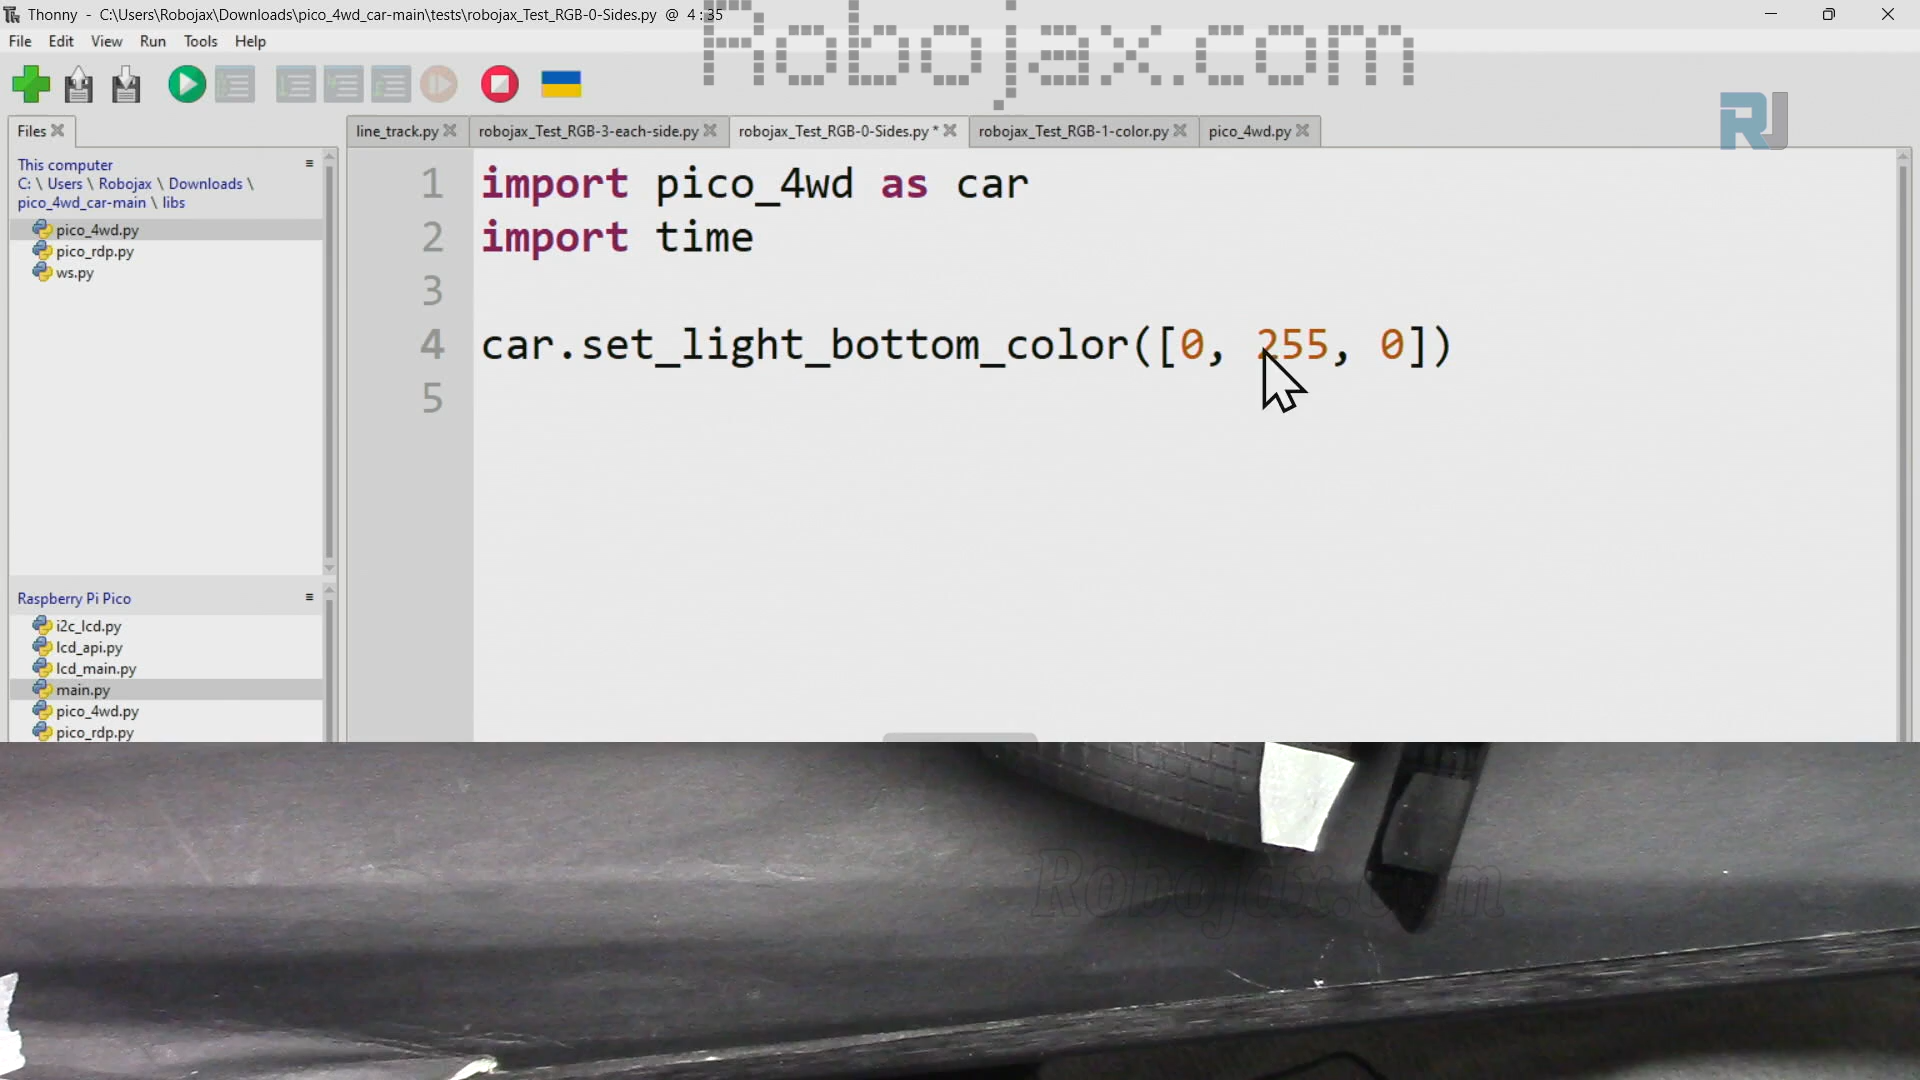 Thonny - C:\Users\Robojax\Downloads\pico_4wd_car-main\tests\robojax_Test_RGB-0-Sides.py @ 4 : 35
Robojax.com
File Edit View Run Tools Help
RJ
Files
line_track.py robojax_Test_RGB-3-each-side.py robojax_Test_RGB-0-Sides.py * robojax_Test_RGB-1-color.py pico_4wd.py
This computer
C: \ Users \ Robojax \ Downloads \
pico_4wd_car-main \ libs
pico_4wd.py
pico_rdp.py
ws.py
1 import pico_4wd as car
2 import time
3
4 car.set_light_bottom_color([0, 255, 0])
5
Raspberry Pi Pico
i2c_lcd.py
lcd_api.py
lcd_main.py
main.py
pico_4wd.py
pico_rdp.py
Robojax.com